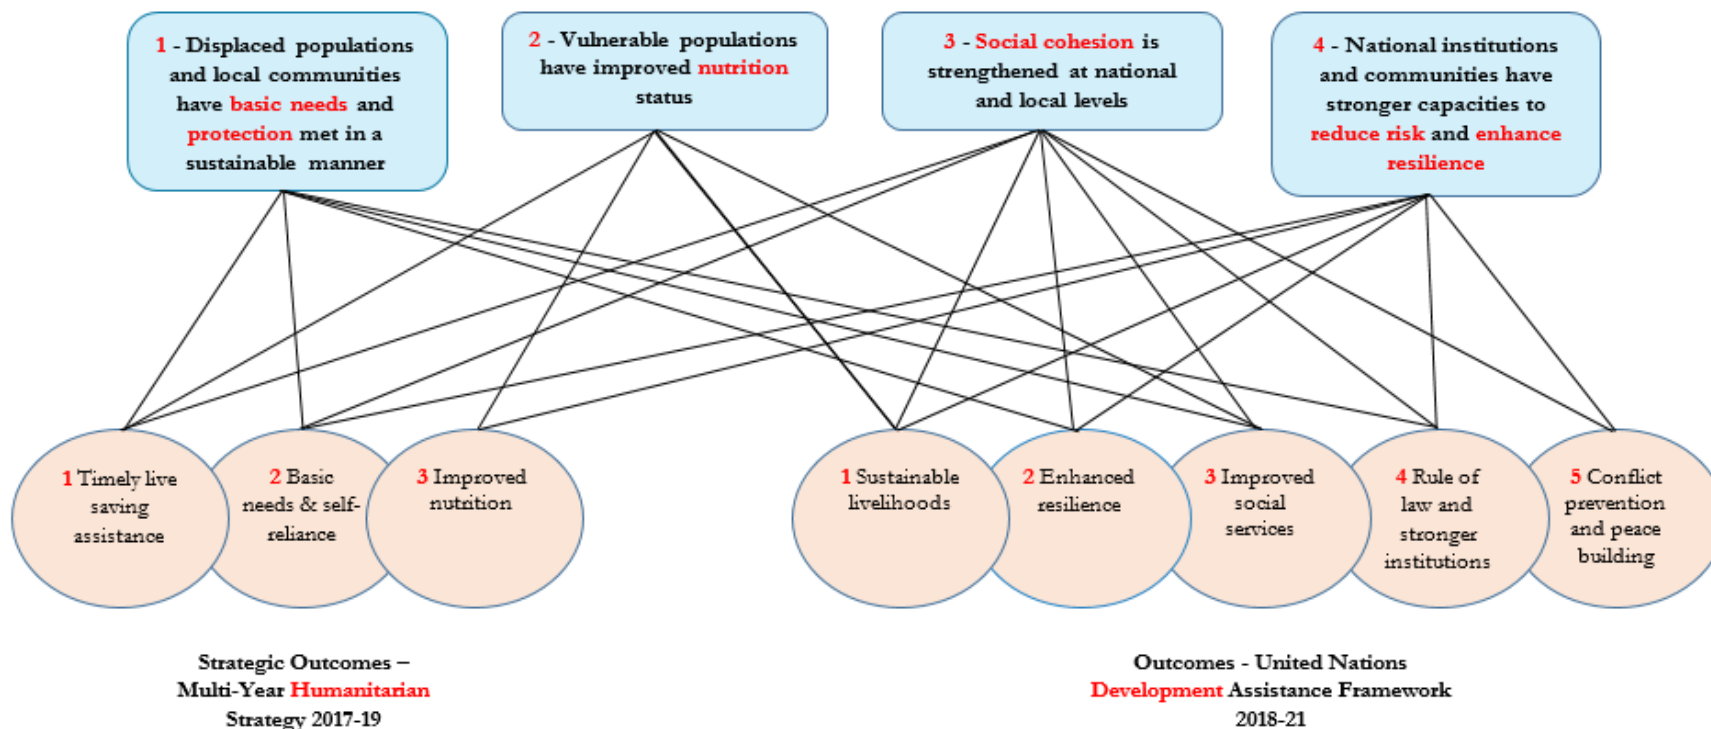 1 - Displaced populations
and local communities
have basic needs and
protection met in a
sustainable manner
2 - Vulnerable populations
have improved nutrition
status
3 - Social cohesion is
strengthened at national
and local levels
4 - National institutions
and communities have
stronger capacities to
reduce risk and enhance
resilience
1 Timely live
saving
assistance
2 Basic
needs & self-
reliance
3 Improved
nutrition
1 Sustainable
livelihoods
2 Enhanced
resilience
3 Improved
social
services
4 Rule of
law and
stronger
institutions
5 Conflict
prevention
and peace
building
Strategic Outcomes –
Multi-Year Humanitarian
Strategy 2017-19
Outcomes - United Nations
Development Assistance Framework
2018-21